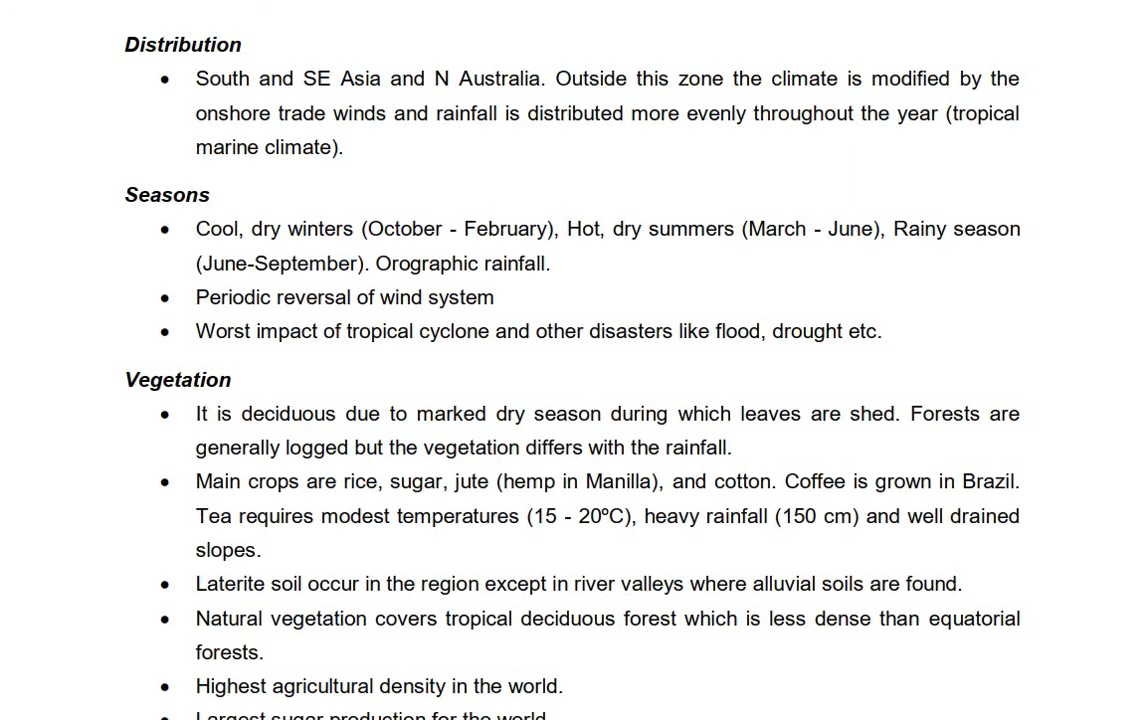 Distribution
• South and SE Asia and N Australia. Outside this zone the climate is modified by the
onshore trade winds and rainfall is distributed more evenly throughout the year (tropical
marine climate).
Seasons
• Cool, dry winters (October - February), Hot, dry summers (March - June), Rainy season
(June-September). Orographic rainfall.
• Periodic reversal of wind system
• Worst impact of tropical cyclone and other disasters like flood, drought etc.
Vegetation
• It is deciduous due to marked dry season during which leaves are shed. Forests are
generally logged but the vegetation differs with the rainfall.
• Main crops are rice, sugar, jute (hemp in Manilla), and cotton. Coffee is grown in Brazil.
Tea requires modest temperatures (15 - 20ºC), heavy rainfall (150 cm) and well drained
slopes.
• Laterite soil occur in the region except in river valleys where alluvial soils are found.
• Natural vegetation covers tropical deciduous forest which is less dense than equatorial
forests.
• Highest agricultural density in the world.
• Largest sugar production for the world